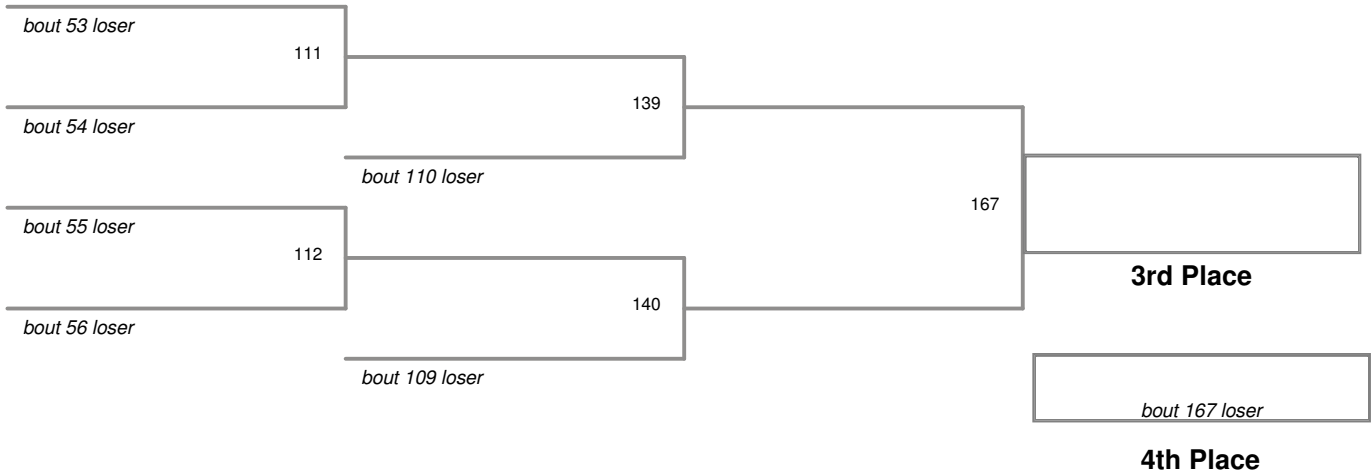 bout 53 loser
111
bout 54 loser
139
bout 110 loser
bout 55 loser
112
bout 56 loser
140
bout 109 loser
167
3rd Place
bout 167 loser
4th Place